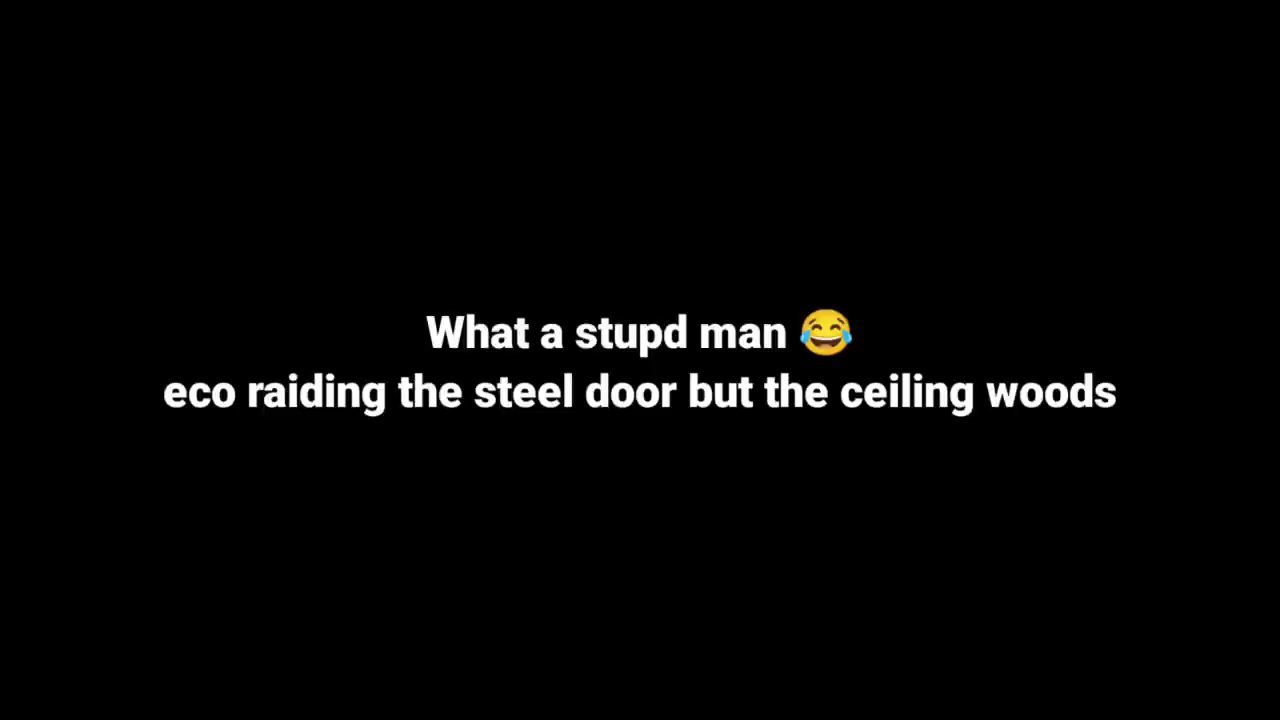 What a stupd man 😂
eco raiding the steel door but the ceiling woods